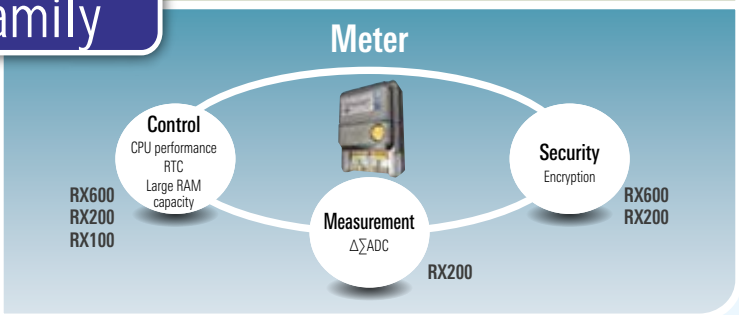 amily
Meter
Control
CPU performance
RTC
Large RAM
capacity
RX600
RX200
RX100
Measurement
ΔΣADC
RX200
Security
Encryption
RX600
RX200